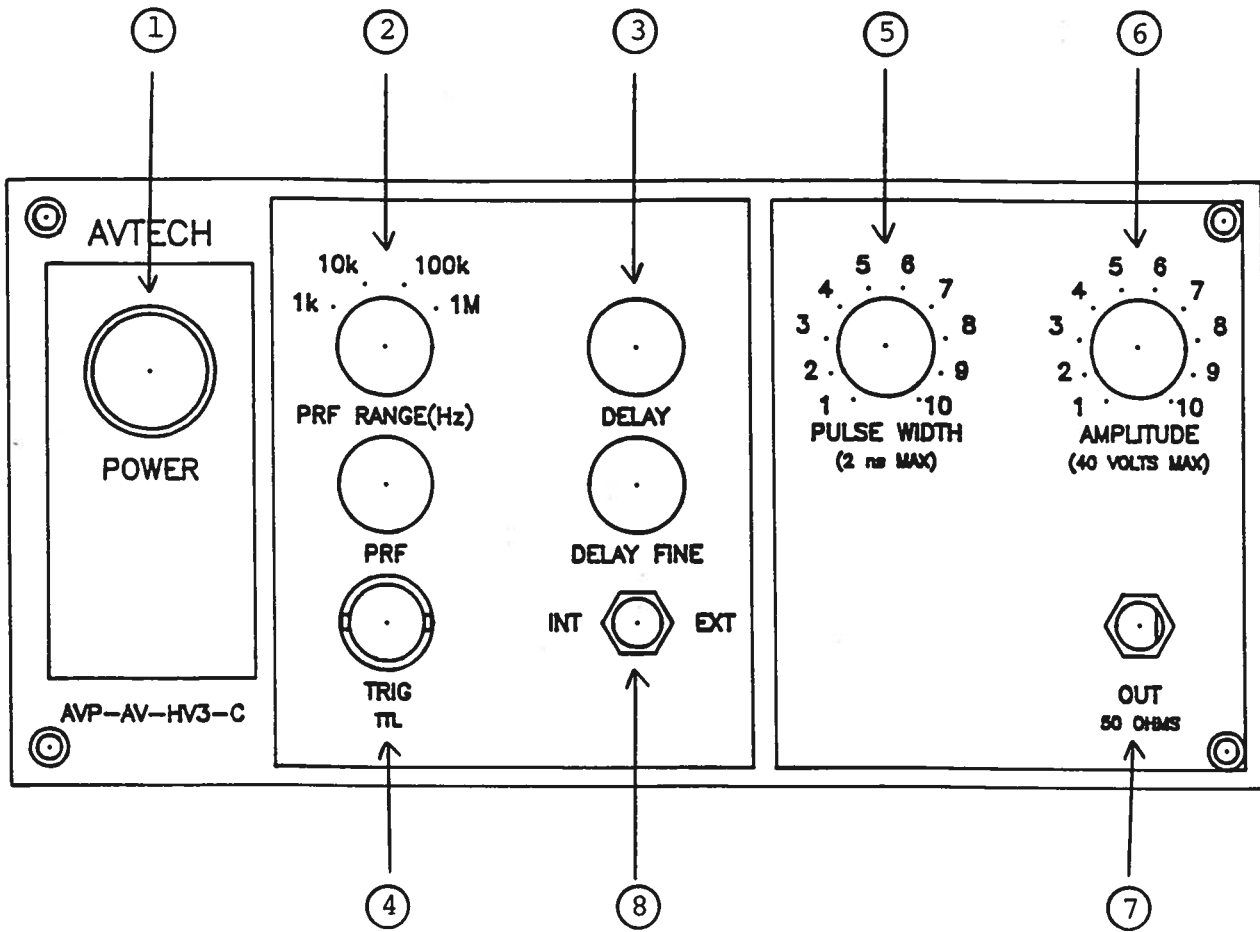 1 2 3 5 6
AVTECH
POWER
AVP-AV-HV3-C
1k 10k 100k 1M
PRF RANGE(Hz)
PRF
TRIG
TTL
DELAY
DELAY FINE
INT EXT
1 2 3 4 5 6 7 8 9 10
PULSE WIDTH
(2 ns MAX)
1 2 3 4 5 6 7 8 9 10
AMPLITUDE
(40 VOLTS MAX)
OUT
50 OHMS
4 8 7